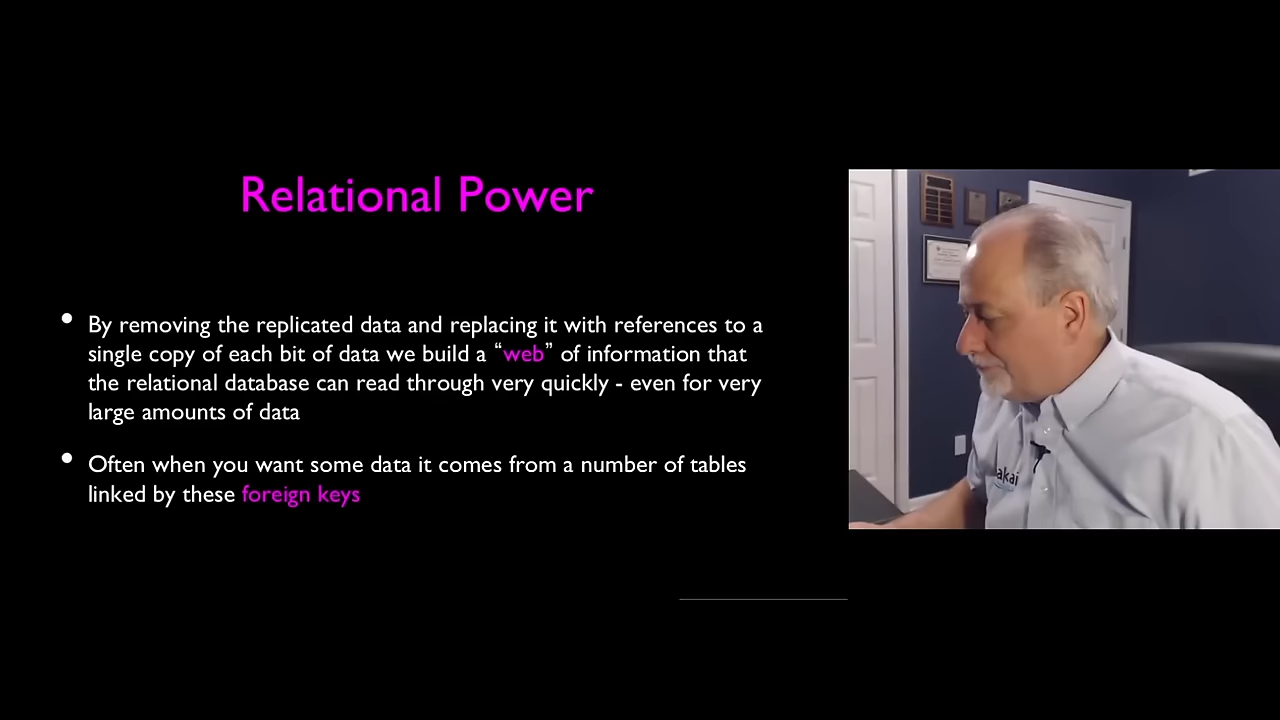 Relational Power
• By removing the replicated data and replacing it with references to a
single copy of each bit of data we build a “web” of information that
the relational database can read through very quickly - even for very
large amounts of data
• Often when you want some data it comes from a number of tables
linked by these foreign keys
akai